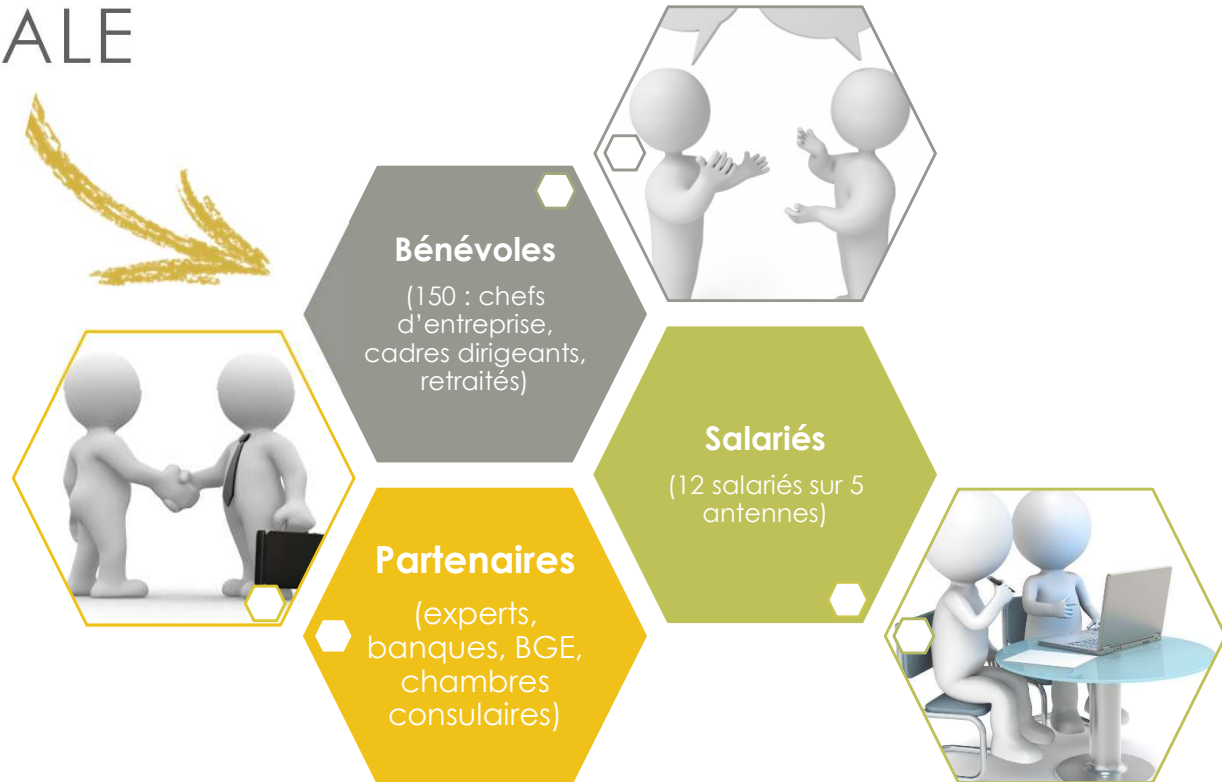 ALE
Bénévoles
(150 : chefs
d’entreprise,
cadres dirigeants,
retraités)
Salariés
(12 salariés sur 5
antennes)
Partenaires
(experts,
banques, BGE,
chambres
consulaires)